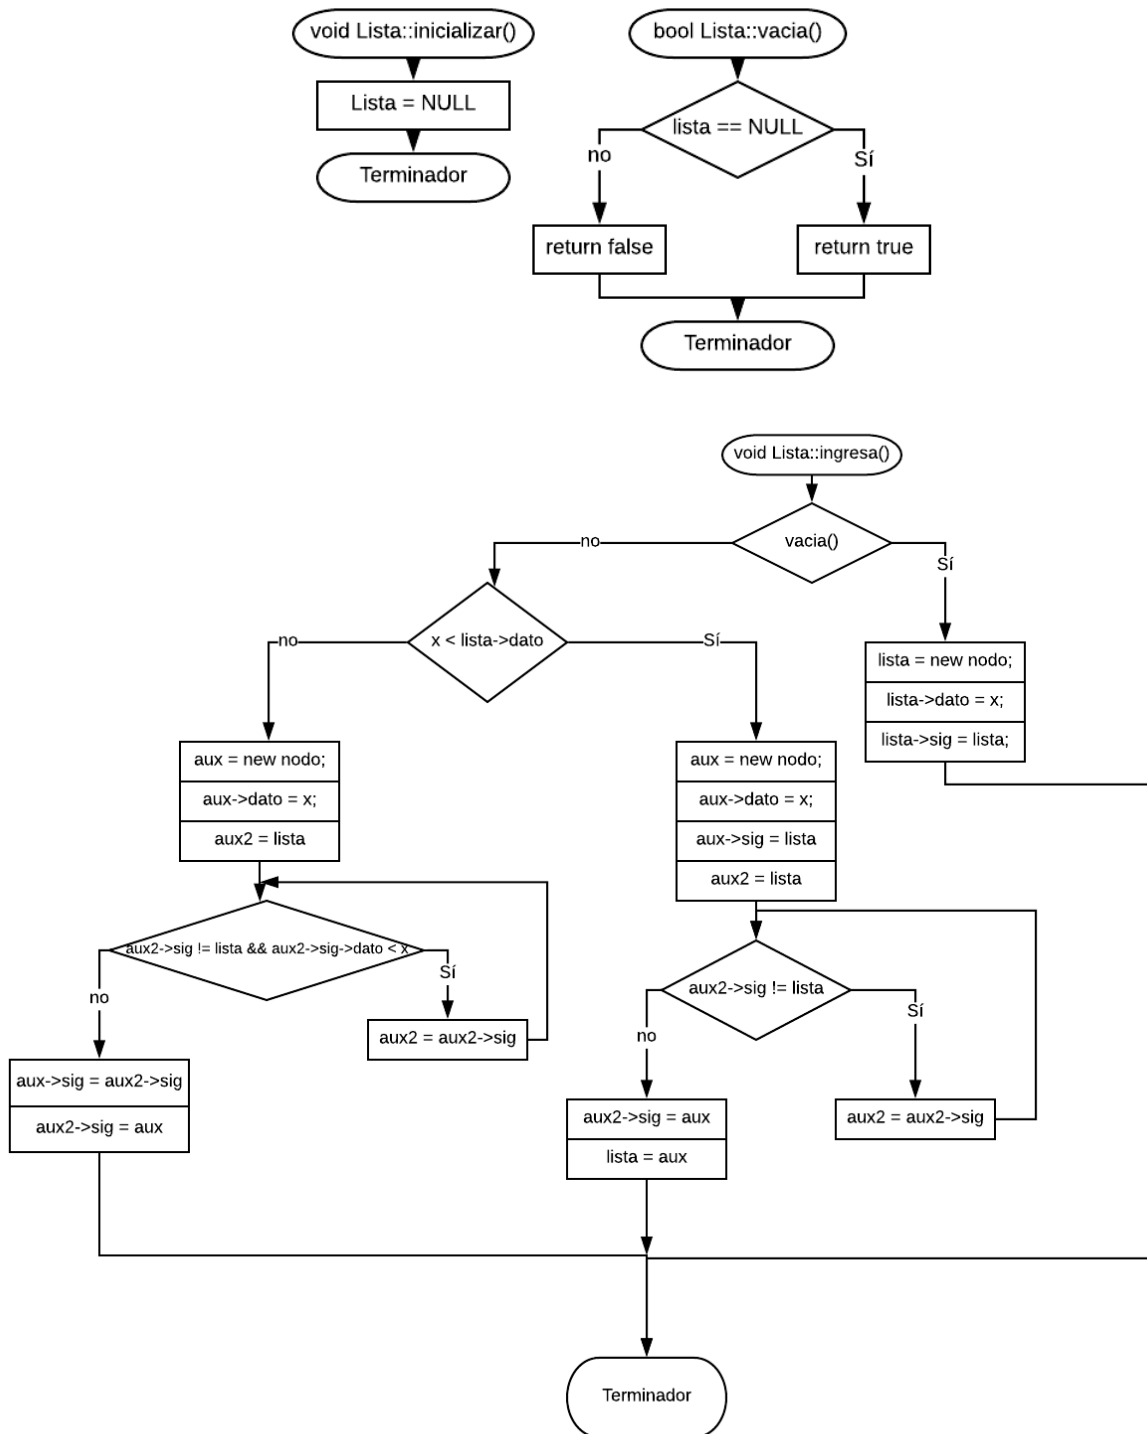 void Lista::inicializar()
Lista = NULL
Terminador
bool Lista::vacia()
lista == NULL
no
Sí
return false
return true
Terminador
void Lista::ingresa()
vacia()
no
Sí
x < lista->dato
no
Sí
lista = new nodo;
lista->dato = x;
lista->sig = lista;
aux = new nodo;
aux->dato = x;
aux2 = lista
aux2->sig != lista && aux2->sig->dato < x
no
Sí
aux2 = aux2->sig
aux->sig = aux2->sig
aux2->sig = aux
aux = new nodo;
aux->dato = x;
aux->sig = lista
aux2 = lista
aux2->sig != lista
no
Sí
aux2->sig = aux
lista = aux
aux2 = aux2->sig
Terminador